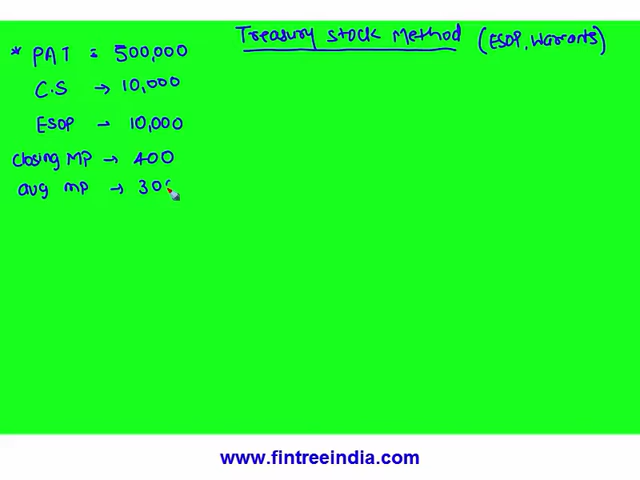 Treasury Stock Method (ESOP, Warrants)
* PAT = 500,000
C.S → 10,000
ESOP → 10,000
closing MP → 400
avg MP → 300
www.fintreeindia.com